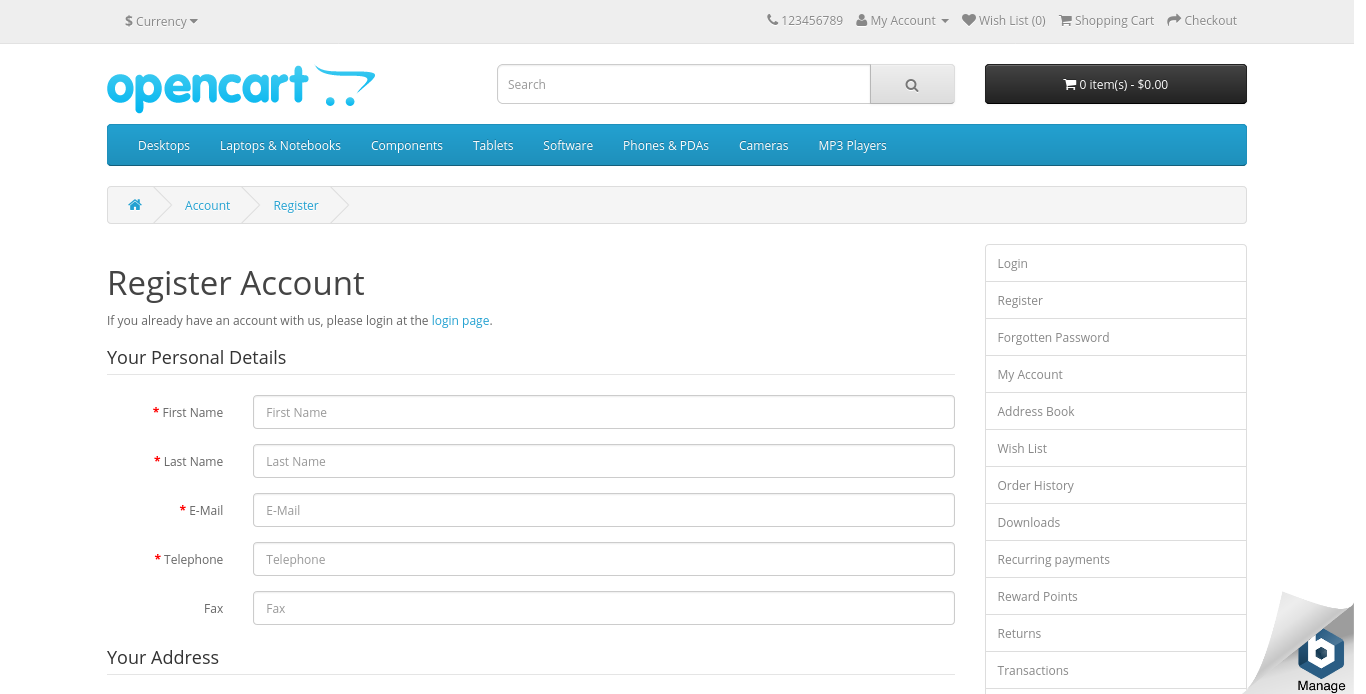 $ Currency
123456789 My Account Wish List (0) Shopping Cart Checkout
opencart
Search
0 item(s) - $0.00
Desktops Laptops & Notebooks Components Tablets Software Phones & PDAs Cameras MP3 Players
Account Register
Register Account
If you already have an account with us, please login at the login page.
Your Personal Details
* First Name First Name
* Last Name Last Name
* E-Mail E-Mail
* Telephone Telephone
Fax Fax
Your Address
Login
Register
Forgotten Password
My Account
Address Book
Wish List
Order History
Downloads
Recurring payments
Reward Points
Returns
Transactions
b
Manage